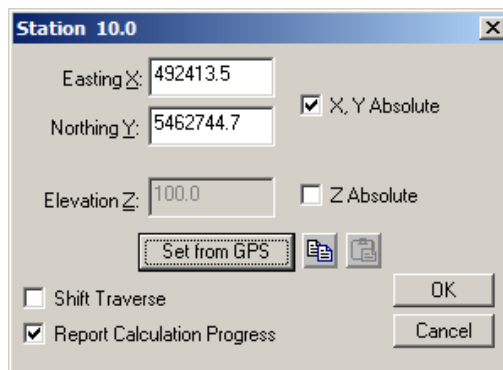 Station 10.0
Easting X: 492413.5
X, Y Absolute
Northing Y: 5462744.7
Elevation Z: 100.0
Z Absolute
Set from GPS
Shift Traverse
OK
Report Calculation Progress
Cancel